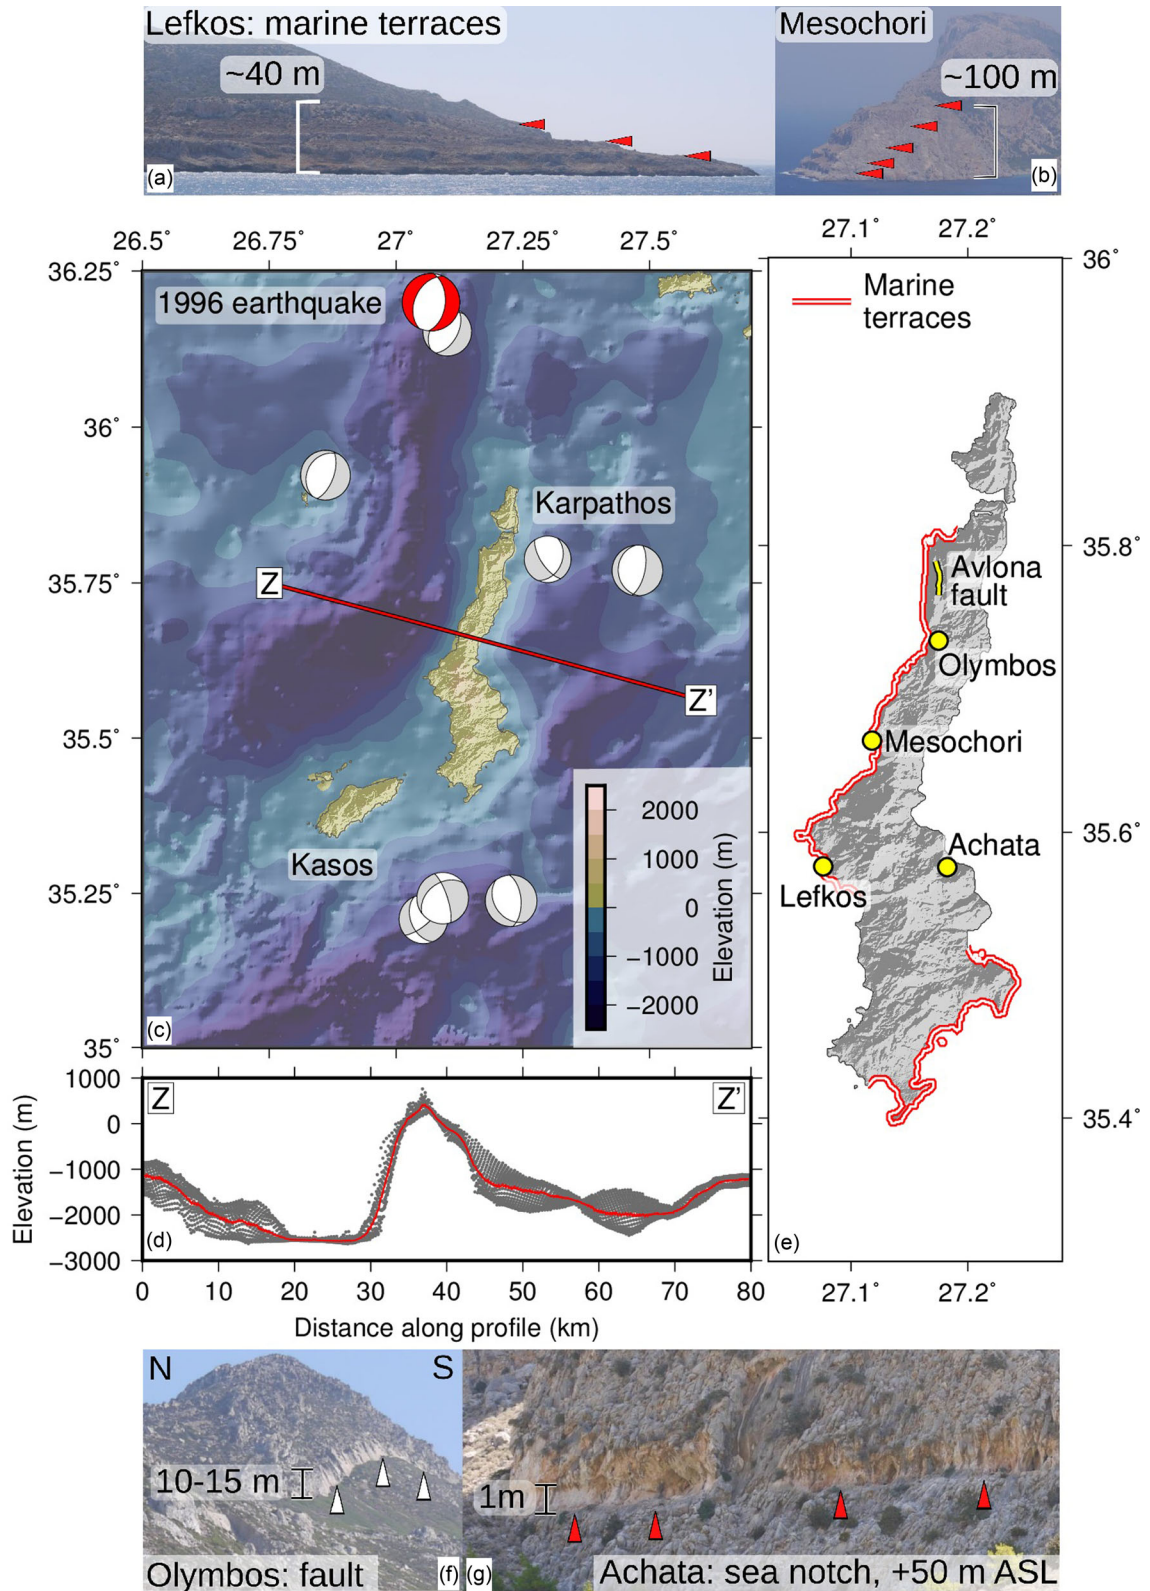 Lefkos: marine terraces
~40 m
(a)
Mesochori
~100 m
(b)
26.5˚ 26.75˚ 27˚ 27.25˚ 27.5˚
36.25˚
36˚
35.75˚
35.5˚
35.25˚
35˚
1996 earthquake
Karpathos
Z
Z'
Kasos
2000
1000
0
−1000
−2000
Elevation (m)
(c)
27.1˚ 27.2˚
36˚
35.8˚
35.6˚
35.4˚
Marine
terraces
Avlona
fault
Olymbos
Mesochori
Achata
Lefkos
(e)
27.1˚ 27.2˚
1000
0
−1000
−2000
−3000
Elevation (m)
Z
Z'
(d)
0 10 20 30 40 50 60 70 80
Distance along profile (km)
N S
10-15 m
Olymbos: fault
(f)
(g)
1m
Achata: sea notch, +50 m ASL